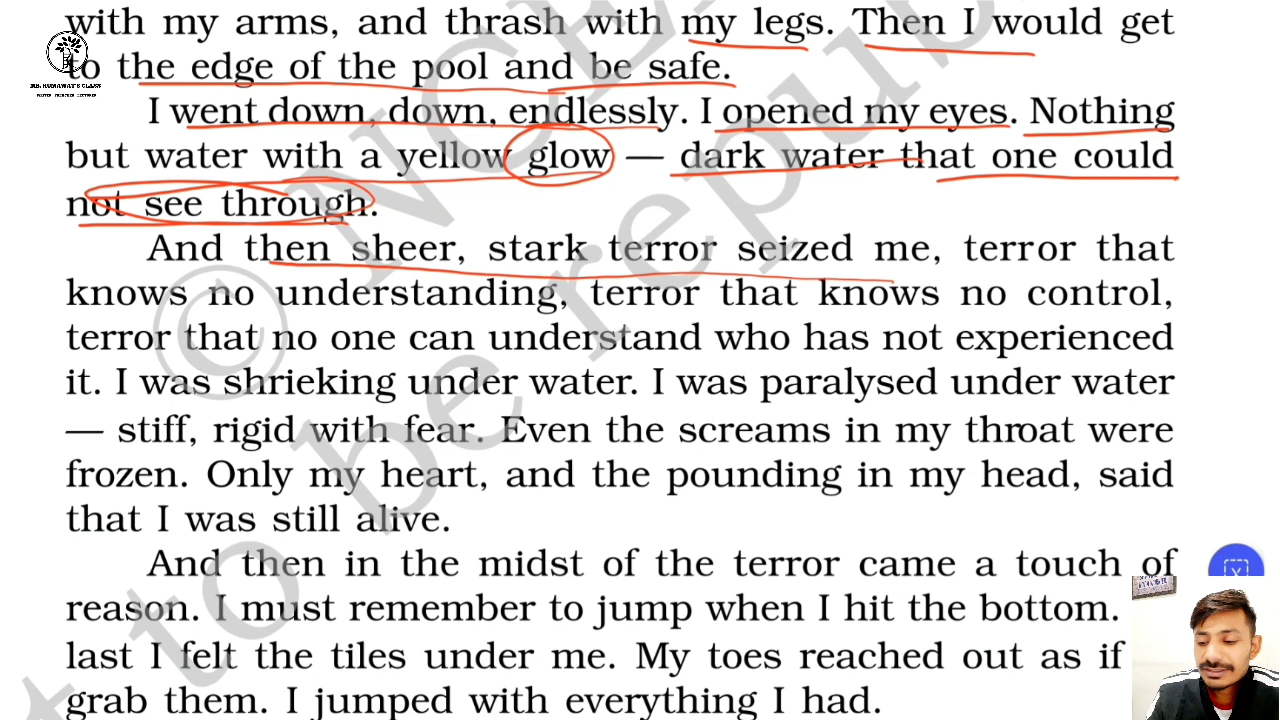 with my arms, and thrash with my legs. Then I would get
to the edge of the pool and be safe.
I went down, down, endlessly. I opened my eyes. Nothing
but water with a yellow glow — dark water that one could
not see through.
And then sheer, stark terror seized me, terror that
knows no understanding, terror that knows no control,
terror that no one can understand who has not experienced
it. I was shrieking under water. I was paralysed under water
— stiff, rigid with fear. Even the screams in my throat were
frozen. Only my heart, and the pounding in my head, said
that I was still alive.
And then in the midst of the terror came a touch of
reason. I must remember to jump when I hit the bottom.
last I felt the tiles under me. My toes reached out as if
grab them. I jumped with everything I had.
© NCE
to be republ